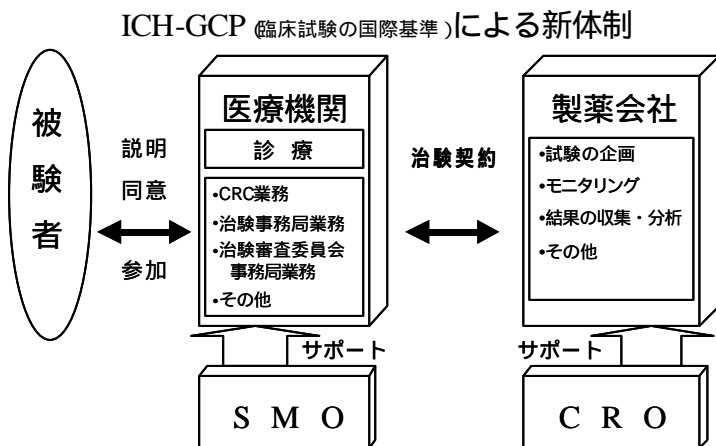 ICH-GCP (臨床試験の国際基準)による新体制
被験者
説明
同意
参加
医療機関
診 療
•CRC業務
•治験事務局業務
•治験審査委員会
事務局業務
•その他
治験契約
製薬会社
•試験の企画
•モニタリング
•結果の収集・分析
•その他
サポート
サポート
S M O
C R O